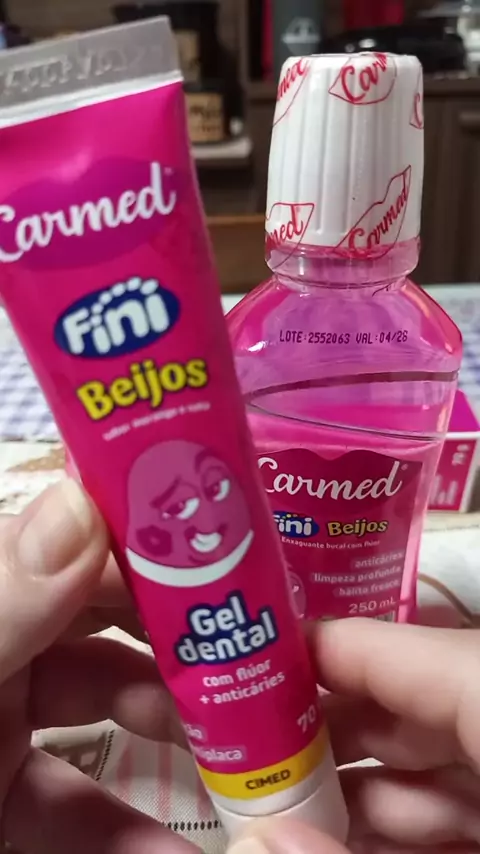 Carmed
Fini
Beijos
sabor morango e nata
Gel
dental
com flúor
+ anticáries
70
CIMED
Carmed
Carmed
LOTE:2552063 VAL:04/26
Carmed
Fini Beijos
Enxaguante bucal com flúor
anticáries
limpeza profunda
hálito fresco
250 mL